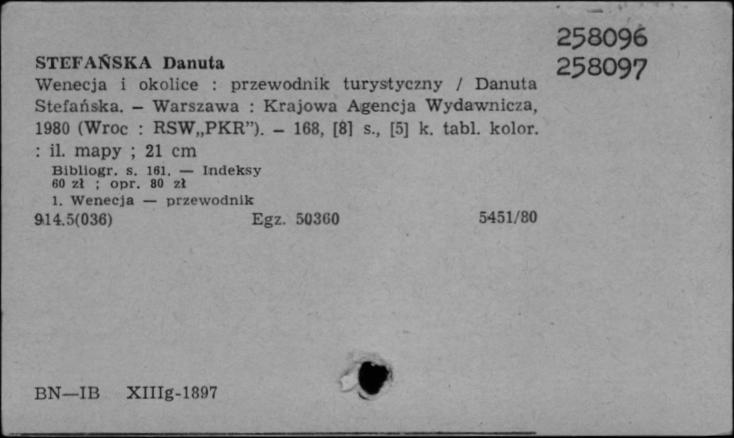 258096
258097
STEFAŃSKA Danuta
Wenecja i okolice : przewodnik turystyczny / Danuta
Stefańska. — Warszawa : Krajowa Agencja Wydawnicza,
1980 (Wroc : RSW„PKR”). — 168, [8] s., [5] k. tabl. kolor.
: il. mapy ; 21 cm
Bibliogr. s. 161. — Indeksy
60 zł ; opr. 80 zł
1. Wenecja — przewodnik
914.5(036) Egz. 50360 5451/80
BN—IB XIIIg-1897